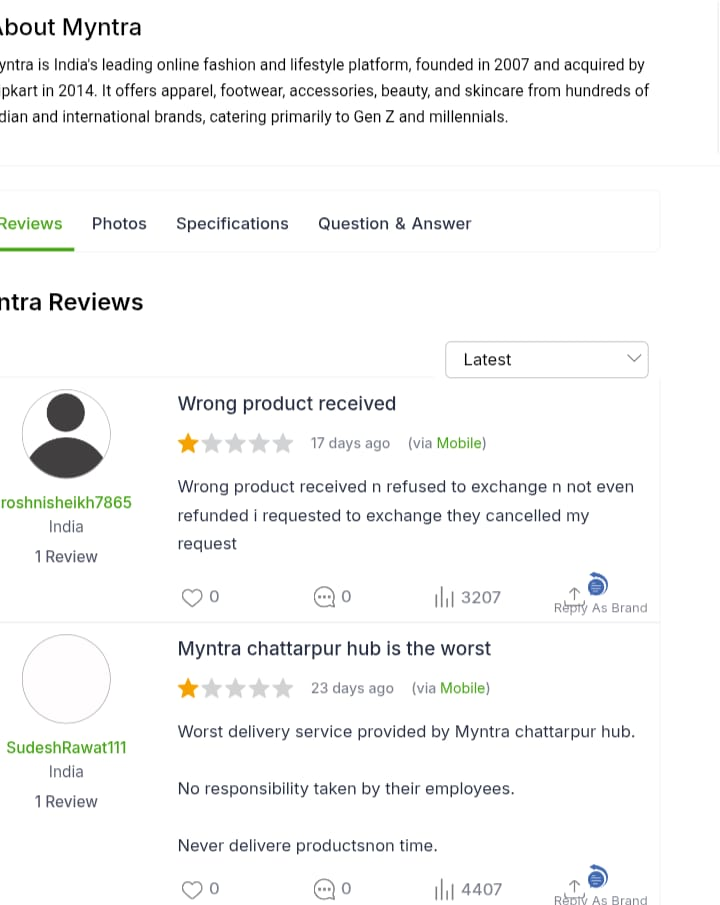 About Myntra
yntra is India's leading online fashion and lifestyle platform, founded in 2007 and acquired by
ipkart in 2014. It offers apparel, footwear, accessories, beauty, and skincare from hundreds of
dian and international brands, catering primarily to Gen Z and millennials.
Reviews Photos Specifications Question & Answer
ntra Reviews
Latest
Wrong product received
17 days ago (via Mobile)
roshnisheikh7865
India
1 Review
Wrong product received n refused to exchange n not even
refunded i requested to exchange they cancelled my
request
0 0 3207 Reply As Brand
Myntra chattarpur hub is the worst
23 days ago (via Mobile)
SudeshRawat111
India
1 Review
Worst delivery service provided by Myntra chattarpur hub.
No responsibility taken by their employees.
Never delivere productsnon time.
0 0 4407 Reply As Brand